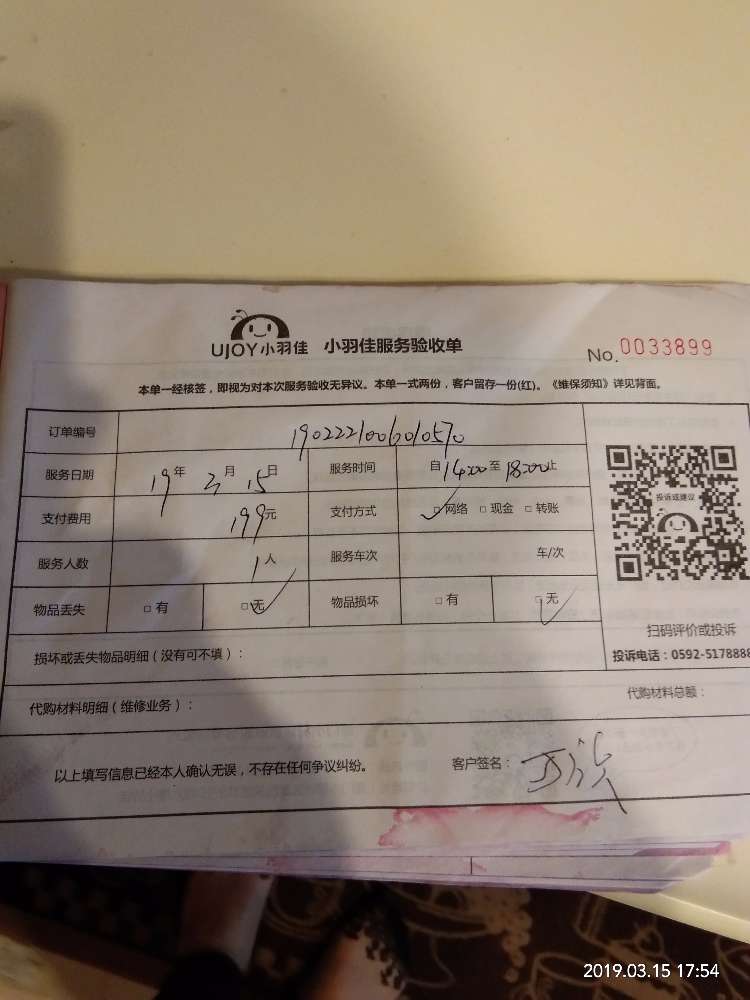 UJOY小羽佳 小羽佳服务验收单
No. 0033899
本单一经核签，即视为对本次服务验收无异议。本单一式两份，客户留存一份(红)。《维保须知》详见背面。
订单编号 1902221006010570
服务日期 19年 3月 15日 服务时间 自14:00至18:00止
支付费用 199元 支付方式 □网络 □现金 □转账
服务人数 1人 服务车次 车/次
物品丢失 □有 □无 物品损坏 □有 □无
投诉或建议
扫码评价或投诉
投诉电话：0592-5178888
损坏或丢失物品明细（没有可不填）：
代购材料明细（维修业务）： 代购材料总额：
以上填写信息已经本人确认无误，不存在任何争议纠纷。 客户签名：
2019.03.15 17:54